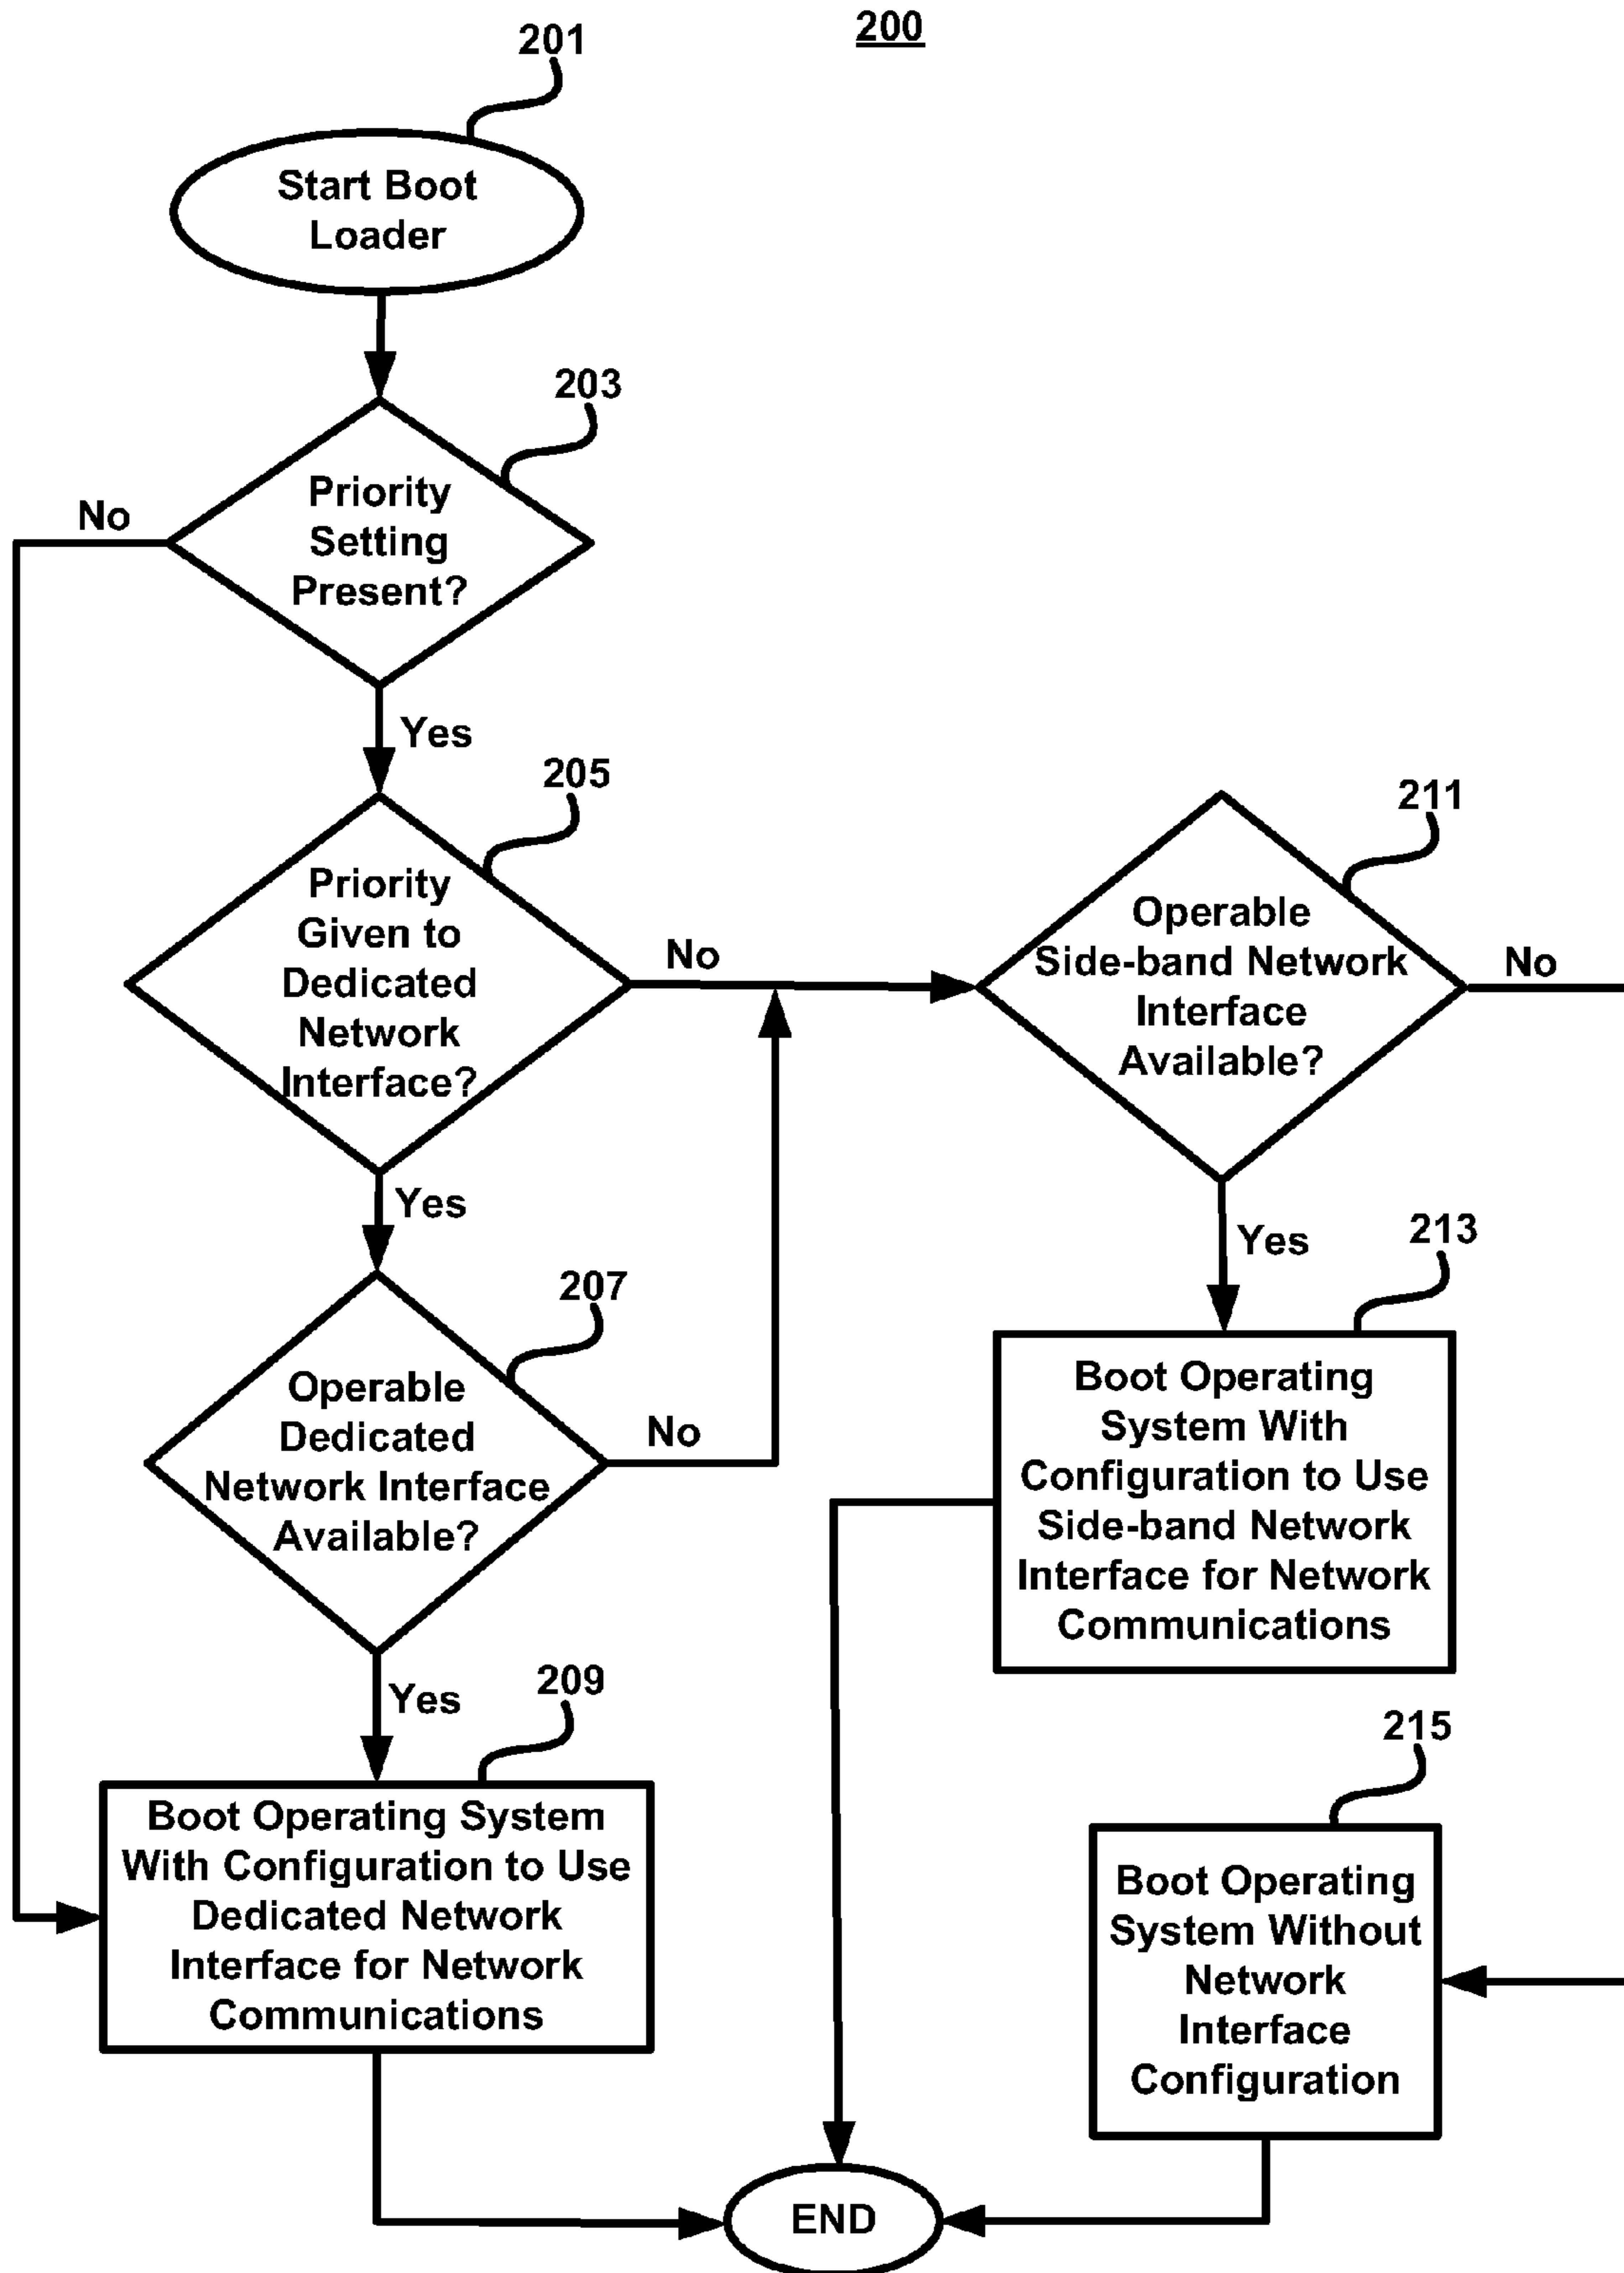 200
201
Start Boot
Loader
203
Priority
Setting
Present?
No
Yes
205
Priority
Given to
Dedicated
Network
Interface?
No
Yes
211
Operable
Side-band Network
Interface
Available?
No
Yes
207
Operable
Dedicated
Network Interface
Available?
No
Yes
213
Boot Operating
System With
Configuration to Use
Side-band Network
Interface for Network
Communications
209
Boot Operating System
With Configuration to Use
Dedicated Network
Interface for Network
Communications
215
Boot Operating
System Without
Network
Interface
Configuration
END